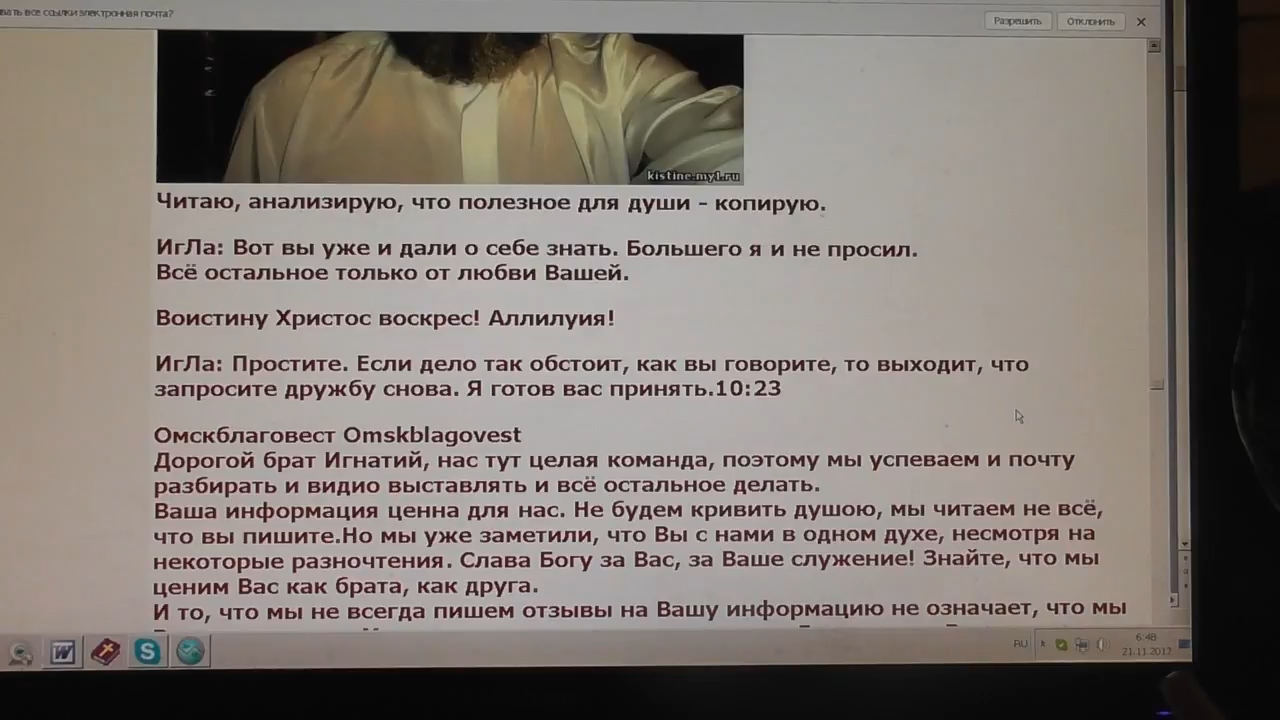 вать все ссылки электронная почта?
Разрешить
Отклонить
kistine.my1.ru
Читаю, анализирую, что полезное для души - копирую.
ИгЛа: Вот вы уже и дали о себе знать. Большего я и не просил.
Всё остальное только от любви Вашей.
Воистину Христос воскрес! Аллилуия!
ИгЛа: Простите. Если дело так обстоит, как вы говорите, то выходит, что
запросите дружбу снова. Я готов вас принять.10:23
Омскблаговест Omskblagovest
Дорогой брат Игнатий, нас тут целая команда, поэтому мы успеваем и почту
разбирать и видио выставлять и всё остальное делать.
Ваша информация ценна для нас. Не будем кривить душою, мы читаем не всё,
что вы пишите.Но мы уже заметили, что Вы с нами в одном духе, несмотря на
некоторые разночтения. Слава Богу за Вас, за Ваше служение! Знайте, что мы
ценим Вас как брата, как друга.
И то, что мы не всегда пишем отзывы на Вашу информацию не означает, что мы
RU
6:48
21.11.2017